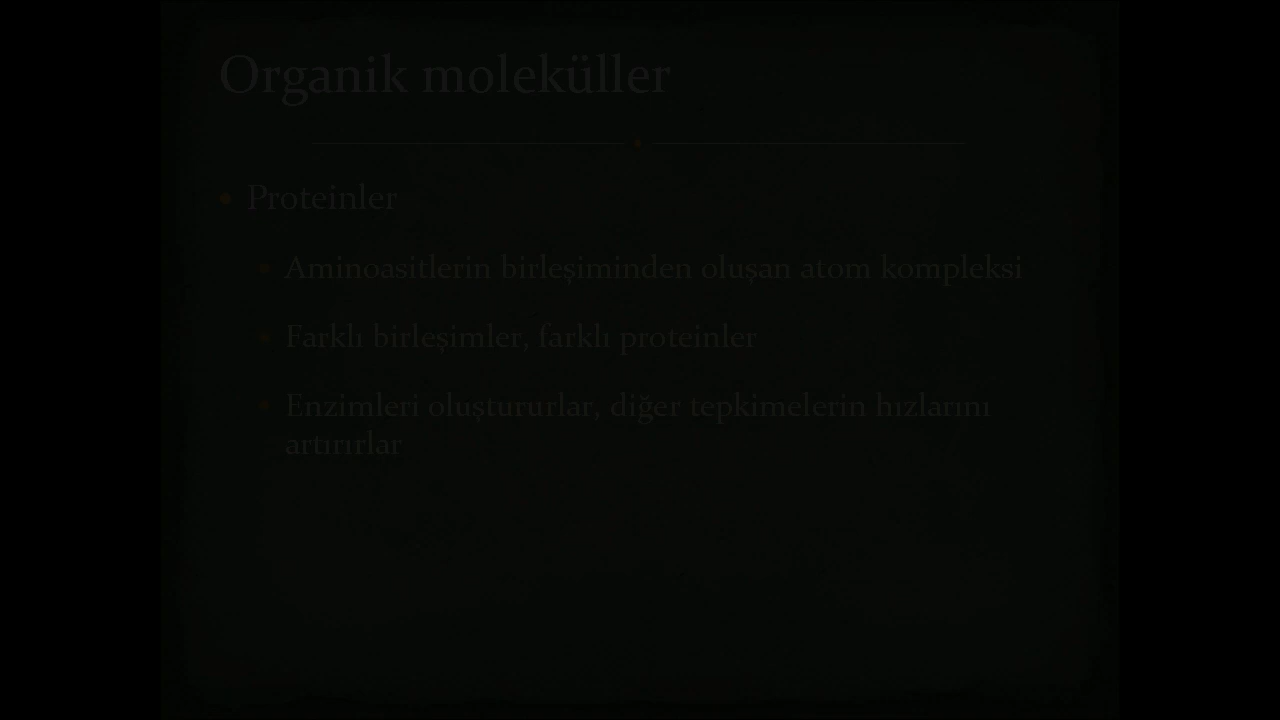 Organik moleküller
Proteinler
Aminoasitlerin birleşiminden oluşan atom kompleksi
Farklı birleşimler, farklı proteinler
Enzimleri oluştururlar, diğer tepkimelerin hızlarını
artırırlar